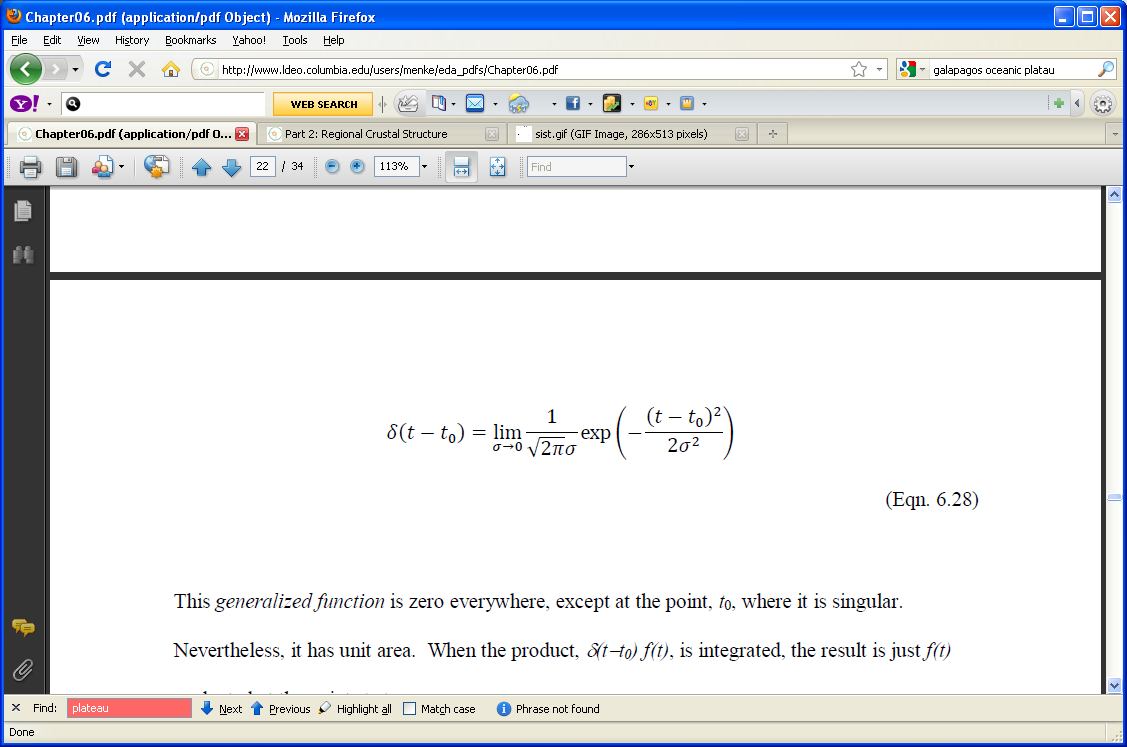 Chapter06.pdf (application/pdf Object) - Mozilla Firefox
File Edit View History Bookmarks Yahoo! Tools Help
http://www.ldeo.columbia.edu/users/menke/eda_pdfs/Chapter06.pdf galapagos oceanic platau
Y! WEB SEARCH
Chapter06.pdf (application/pdf O... Part 2: Regional Crustal Structure sist.gif (GIF Image, 286x513 pixels)
22 / 34 113% Find
δ(t − t₀) = lim σ→0 1/(√2πσ) exp(−(t − t₀)²/2σ²)
(Eqn. 6.28)
This generalized function is zero everywhere, except at the point, t₀, where it is singular.
Nevertheless, it has unit area. When the product, δ(t−t₀) f(t), is integrated, the result is just f(t)
Find: plateau Next Previous Highlight all Match case Phrase not found
Done